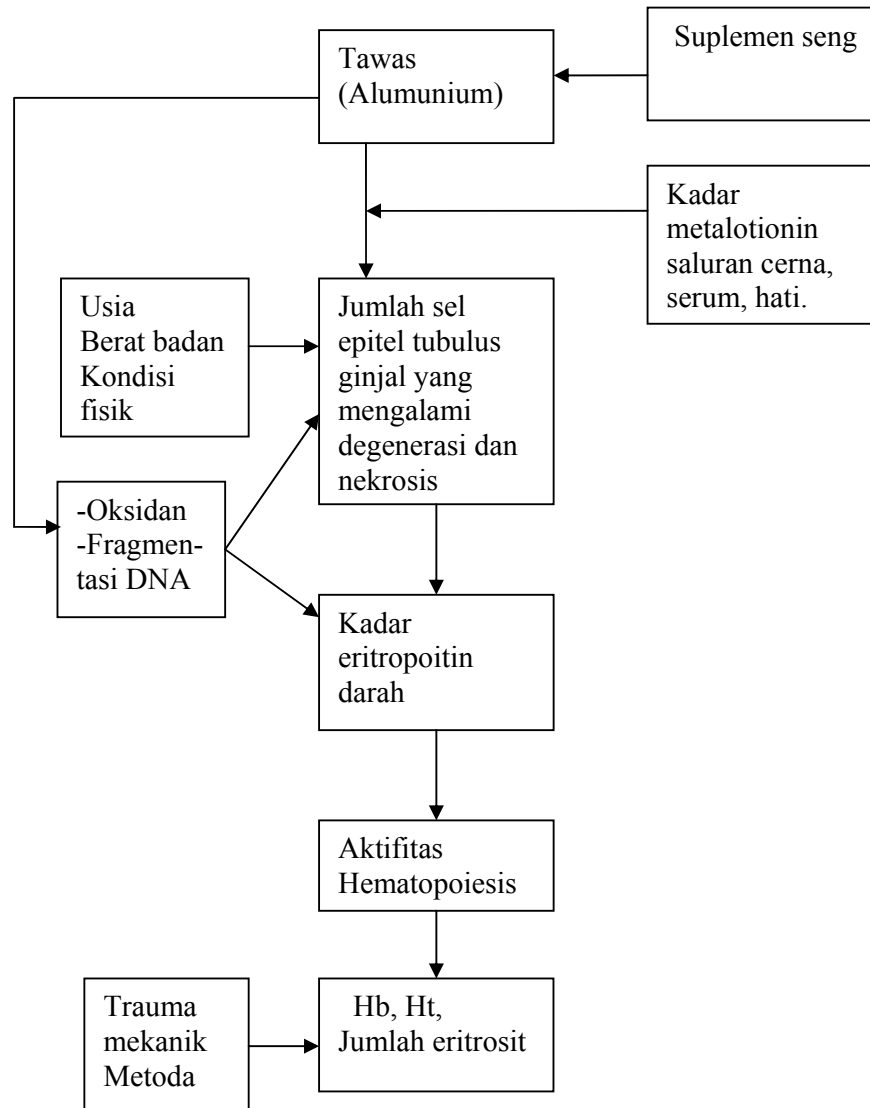 Suplemen seng
Tawas
(Alumunium)
Kadar
metalotionin
saluran cerna,
serum, hati.
Usia
Berat badan
Kondisi
fisik
Jumlah sel
epitel tubulus
ginjal yang
mengalami
degenerasi dan
nekrosis
-Oksidan
-Fragmen-
tasi DNA
Kadar
eritropoitin
darah
Aktifitas
Hematopoiesis
Trauma
mekanik
Metoda
Hb, Ht,
Jumlah eritrosit